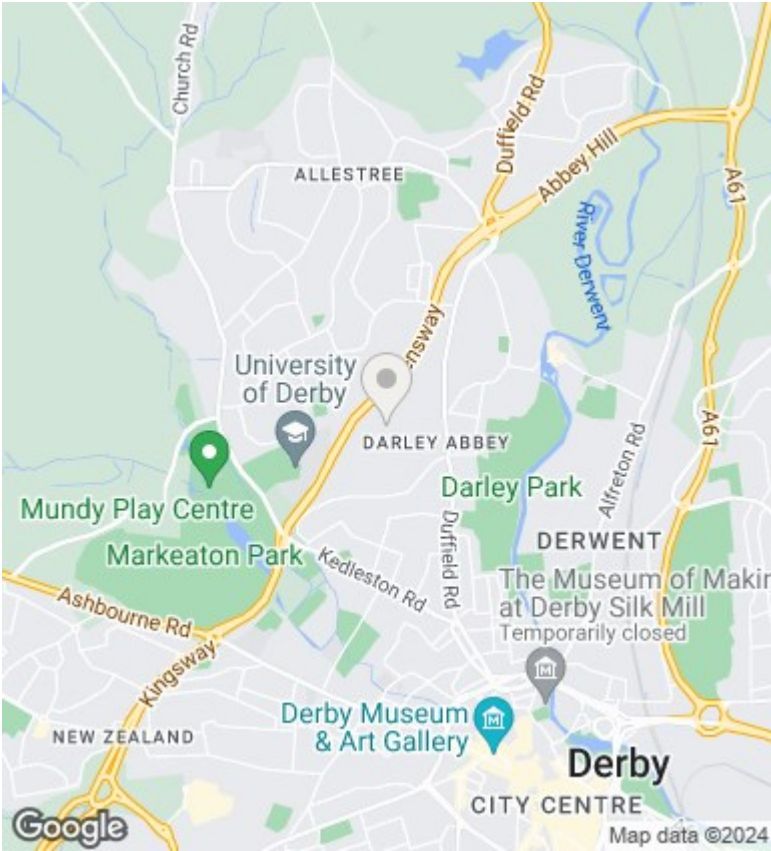 Church Rd
Duffield Rd
Abbey Hill
ALLESTREE
A61
River Derwent
University
of Derby
DARLEY ABBEY
A61
Mundy Play Centre
Darley Park
Alfreton Rd
Markeaton Park
Kedleston Rd
Duffield Rd
DERWENT
The Museum of Makin
at Derby Silk Mill
Temporarily closed
Ashbourne Rd
Kingsway
NEW ZEALAND
Derby Museum
& Art Gallery
Derby
CITY CENTRE
Google
Map data ©2024